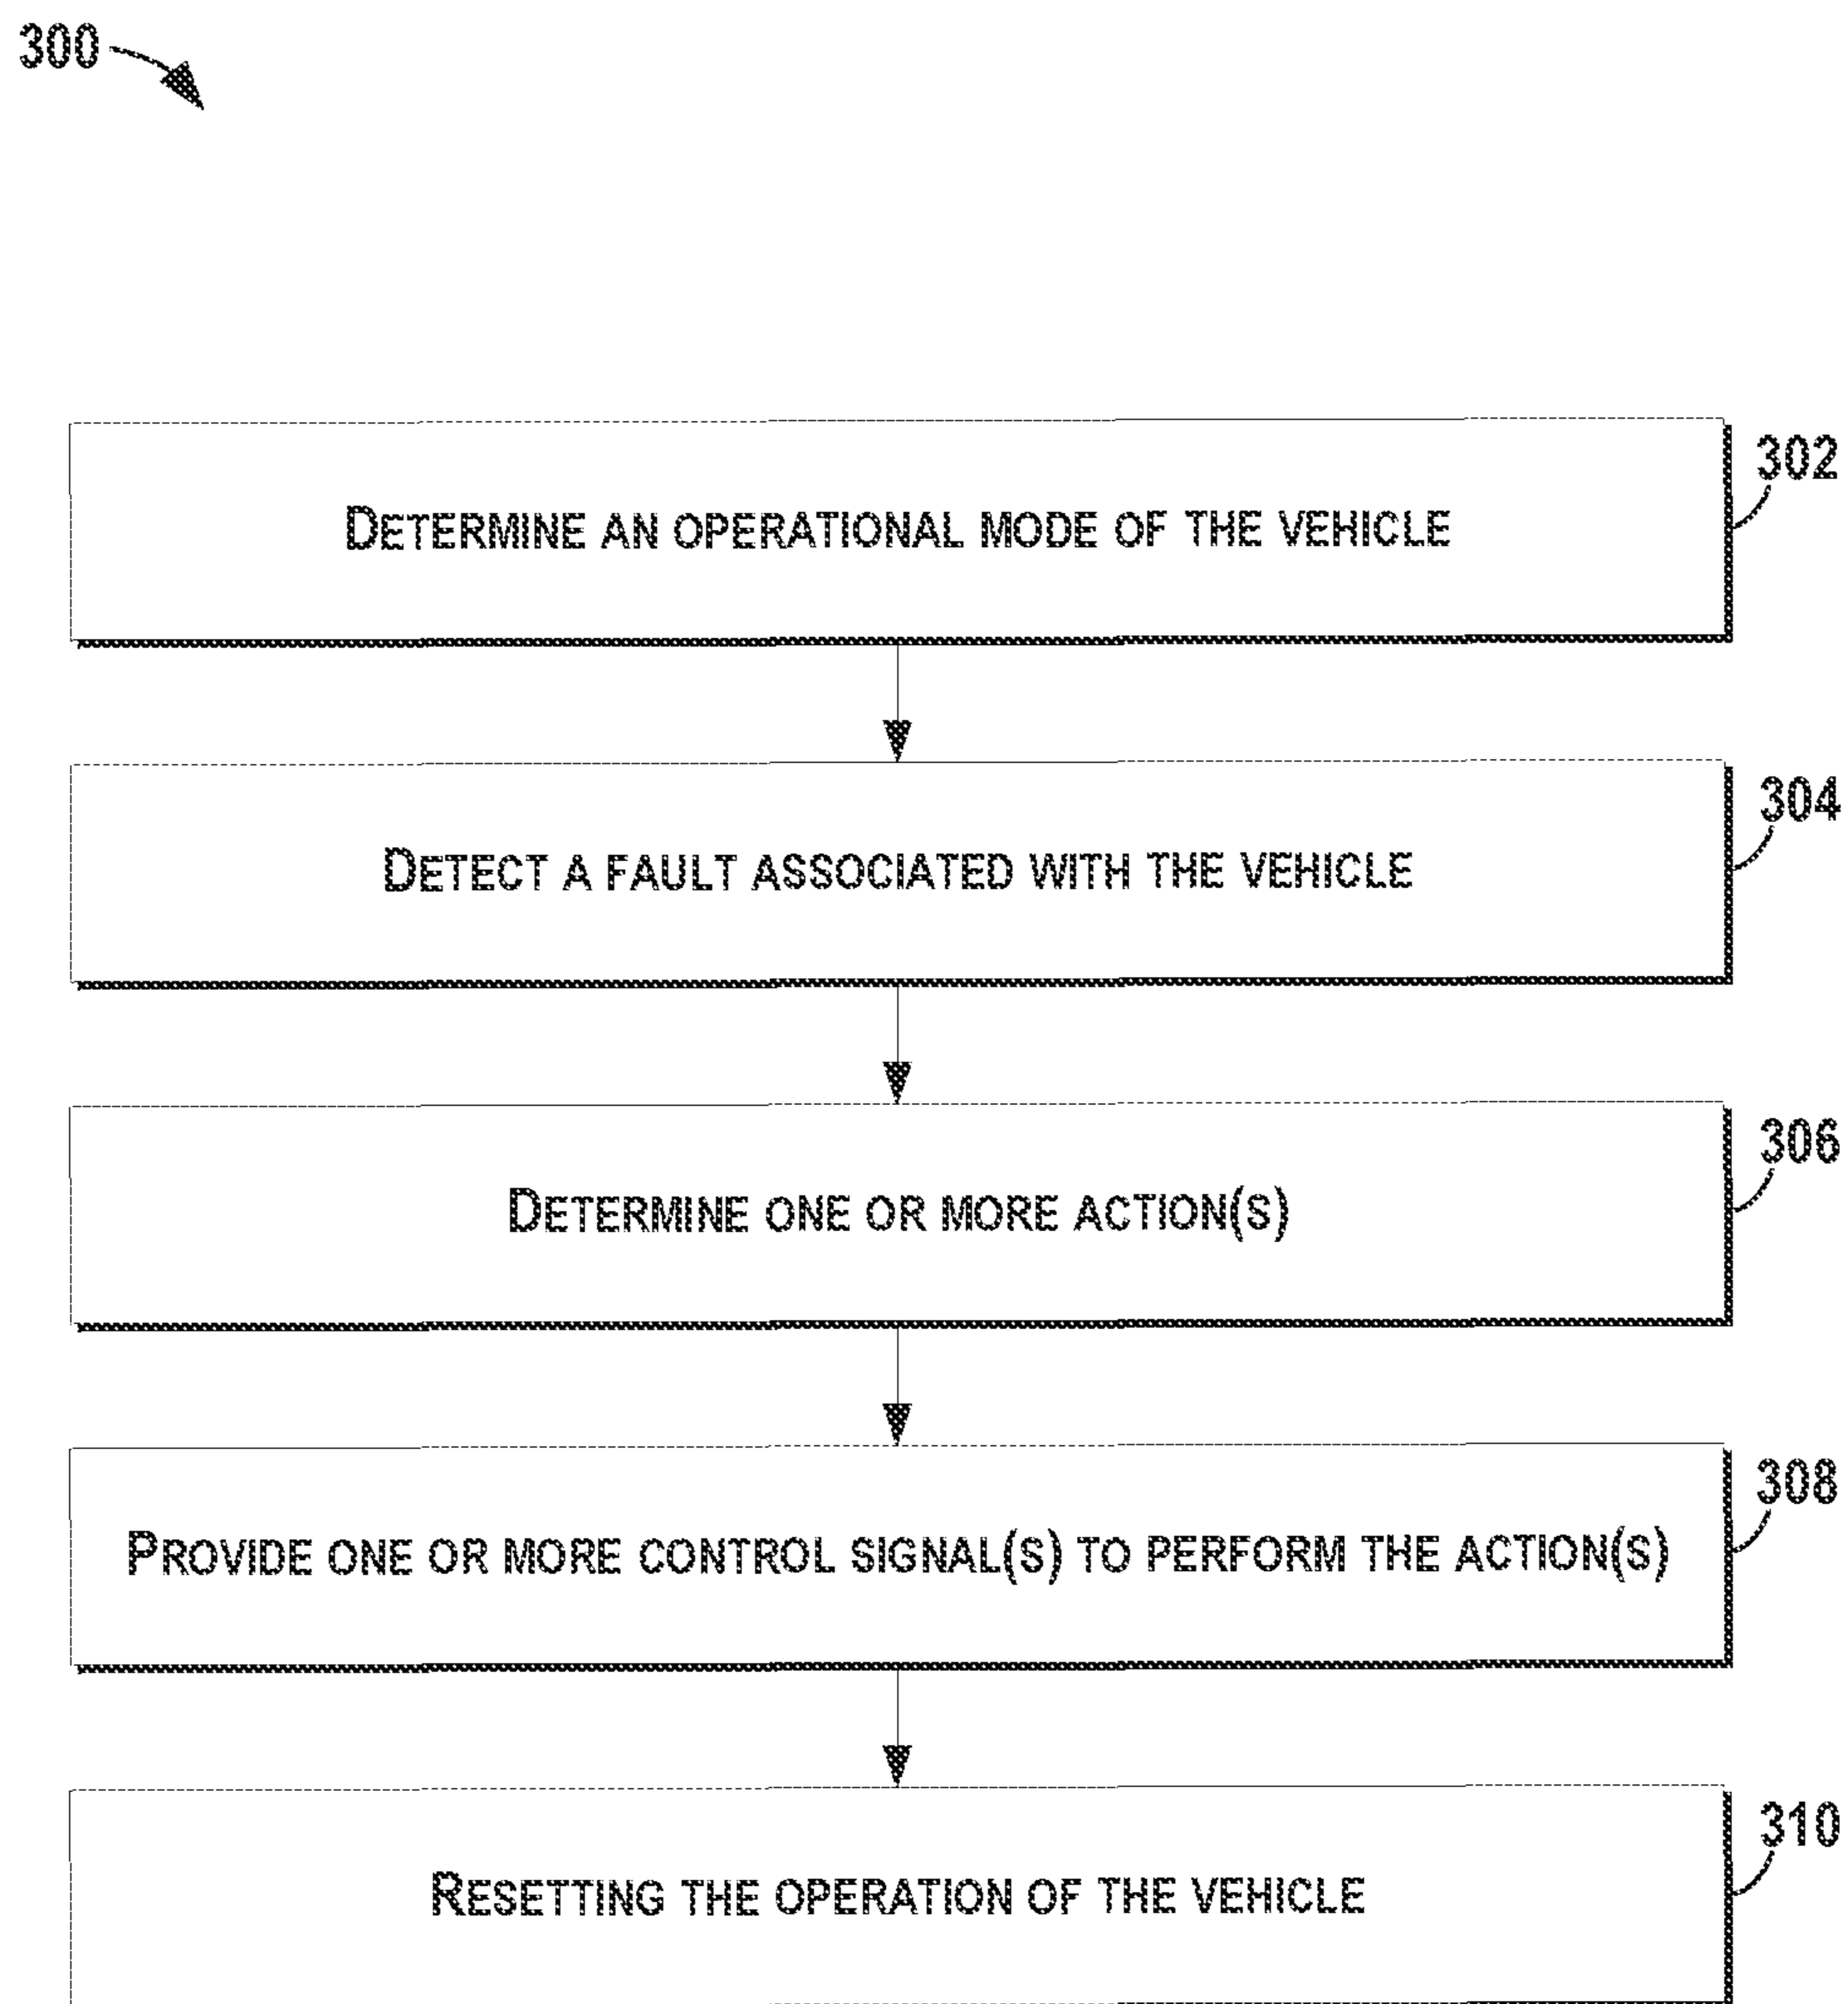 300
DETERMINE AN OPERATIONAL MODE OF THE VEHICLE
302
DETECT A FAULT ASSOCIATED WITH THE VEHICLE
304
DETERMINE ONE OR MORE ACTION(S)
306
PROVIDE ONE OR MORE CONTROL SIGNAL(S) TO PERFORM THE ACTION(S)
308
RESETTING THE OPERATION OF THE VEHICLE
310